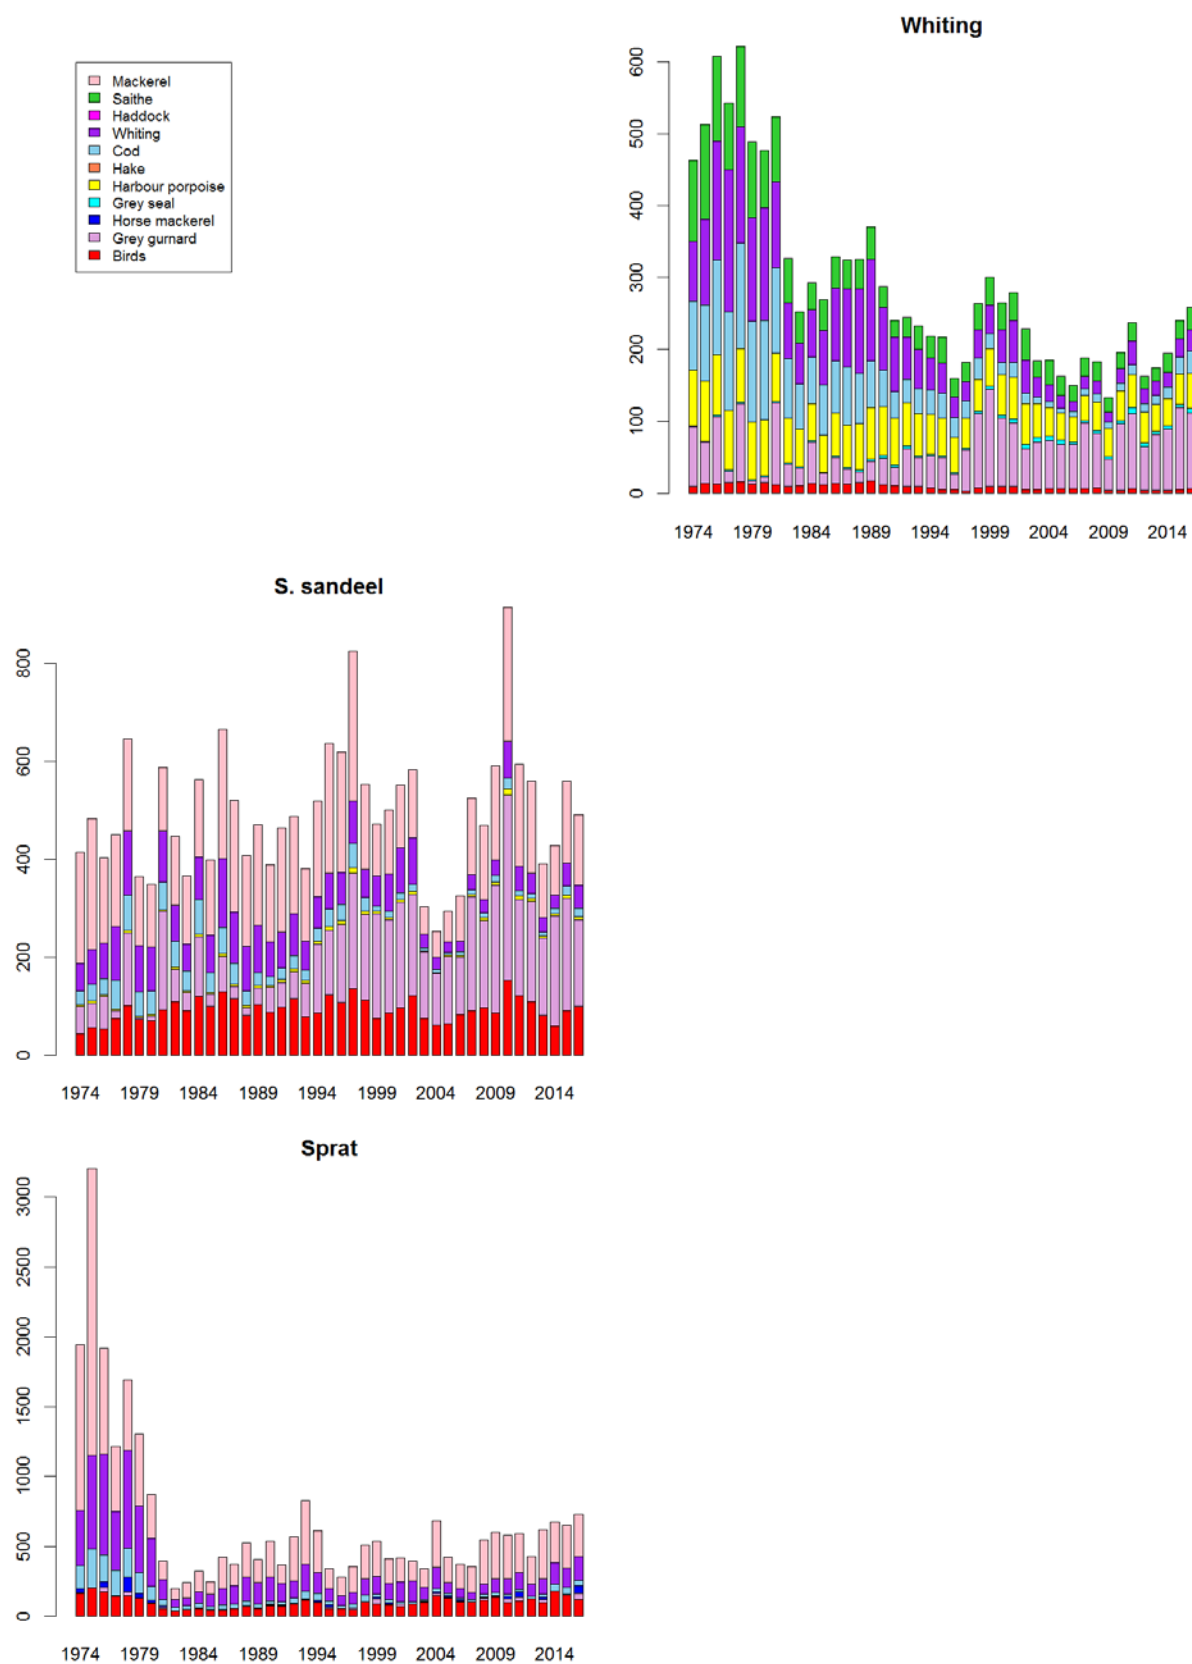 Whiting
Mackerel
Saithe
Haddock
Whiting
Cod
Hake
Harbour porpoise
Grey seal
Horse mackerel
Grey gurnard
Birds
600
500
400
300
200
100
0
1974 1979 1984 1989 1994 1999 2004 2009 2014
S. sandeel
800
600
400
200
0
1974 1979 1984 1989 1994 1999 2004 2009 2014
Sprat
3000
2500
2000
1500
1000
500
0
1974 1979 1984 1989 1994 1999 2004 2009 2014